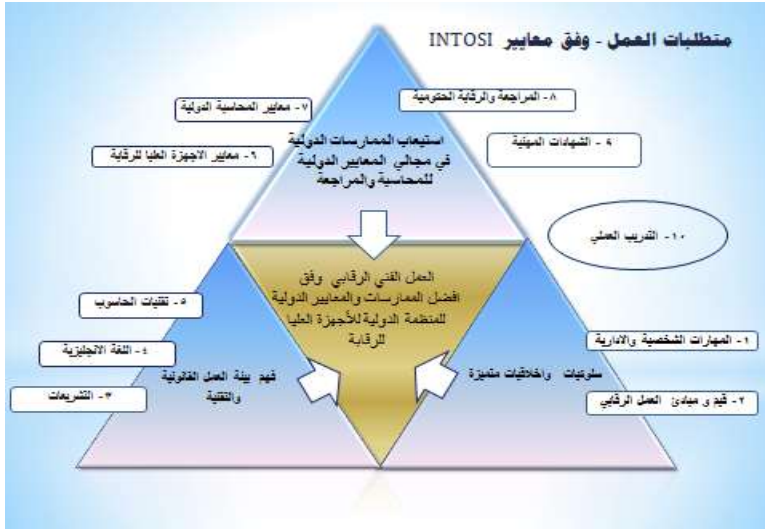 متطلبات العمل - وفق معايير INTOSI
٨- المراجعة والرقابة الحكومية
٧- معايير المحاسبة الدولية
استيعاب الممارسات الدولية
في مجالي المعايير الدولية
للمحاسبة والمراجعة
٩- الشهادات المهنية
٦- معايير الاجهزة العليا للرقابة
١٠- التدريب العملي
العمل الفني الرقابي وفق
افضل الممارسات والمعايير الدولية
للمنظمة الدولية للأجهزة العليا
للرقابة
٥- تقنيات الحاسوب
١- المهارات الشخصية والادارية
٤- اللغة الانجليزية
سلوكيات واخلاقيات متميزة
فهم بيئة العمل القانونية
والتقنية
٢- قيم و مبادئ العمل الرقابي
٣- التشريعات